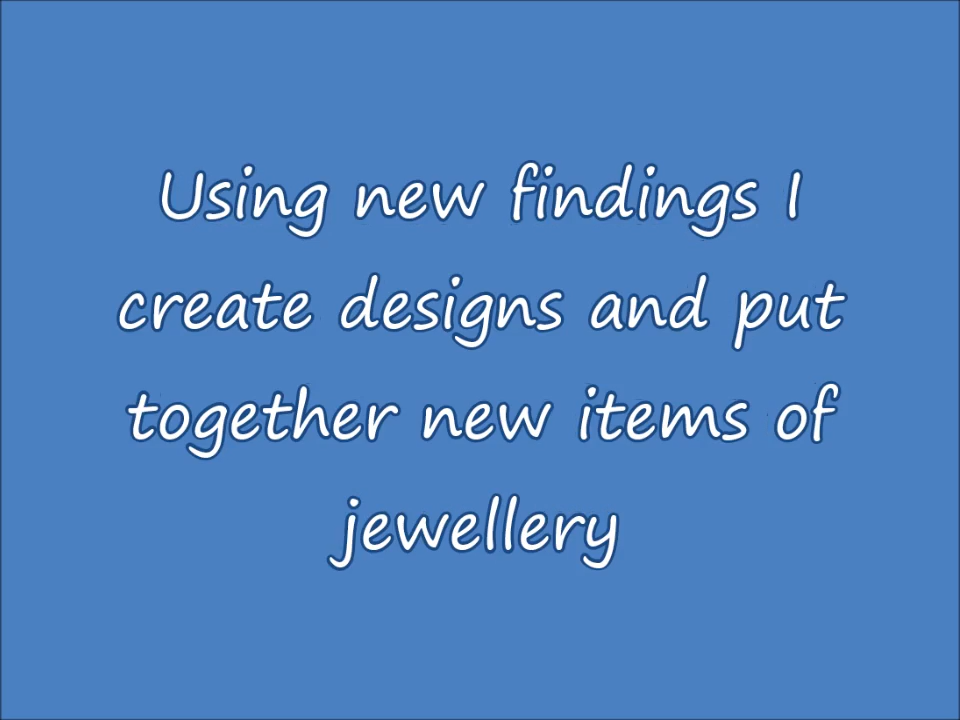 Using new findings I
create designs and put
together new items of
jewellery